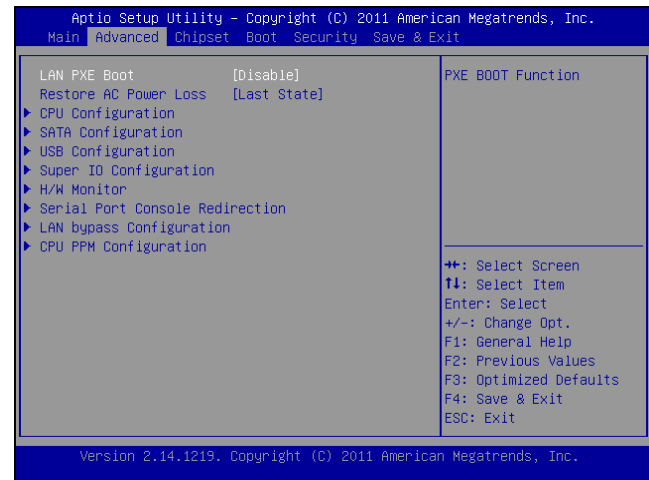 Aptio Setup Utility – Copyright (C) 2011 American Megatrends, Inc.
Main Advanced Chipset Boot Security Save & Exit
LAN PXE Boot [Disable]
Restore AC Power Loss [Last State]
CPU Configuration
SATA Configuration
USB Configuration
Super IO Configuration
H/W Monitor
Serial Port Console Redirection
LAN bypass Configuration
CPU PPM Configuration
PXE BOOT Function
→←: Select Screen
↑↓: Select Item
Enter: Select
+/-: Change Opt.
F1: General Help
F2: Previous Values
F3: Optimized Defaults
F4: Save & Exit
ESC: Exit
Version 2.14.1219. Copyright (C) 2011 American Megatrends, Inc.